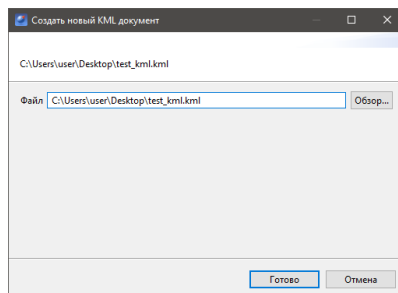 Создать новый KML документ
C:\Users\user\Desktop\test_kml.kml
Файл C:\Users\user\Desktop\test_kml.kml Обзор...
Готово Отмена